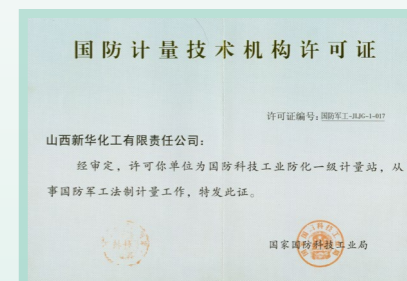 国防计量技术机构许可证
许可证编号：国防军工-JLJG-1-017
山西新华化工有限责任公司：
经审定，许可你单位为国防科技工业防化一级计量站，从
事国防军工法制计量工作，特发此证。
国家国防科技工业局